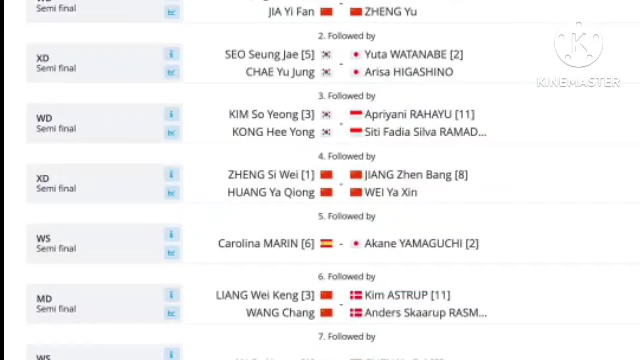 Semi final
JIA Yi Fan
ZHENG Yu
2. Followed by
XD
Semi final
SEO Seung Jae [5]
CHAE Yu Jung
-
Yuta WATANABE [2]
Arisa HIGASHINO
3. Followed by
WD
Semi final
KIM So Yeong [3]
KONG Hee Yong
-
Apriyani RAHAYU [11]
Siti Fadia Silva RAMAD...
4. Followed by
XD
Semi final
ZHENG Si Wei [1]
HUANG Ya Qiong
-
JIANG Zhen Bang [8]
WEI Ya Xin
5. Followed by
WS
Semi final
Carolina MARIN [6]
-
Akane YAMAGUCHI [2]
6. Followed by
MD
Semi final
LIANG Wei Keng [3]
WANG Chang
-
Kim ASTRUP [11]
Anders Skaarup RASM...
7. Followed by
WS
KINEMASTER